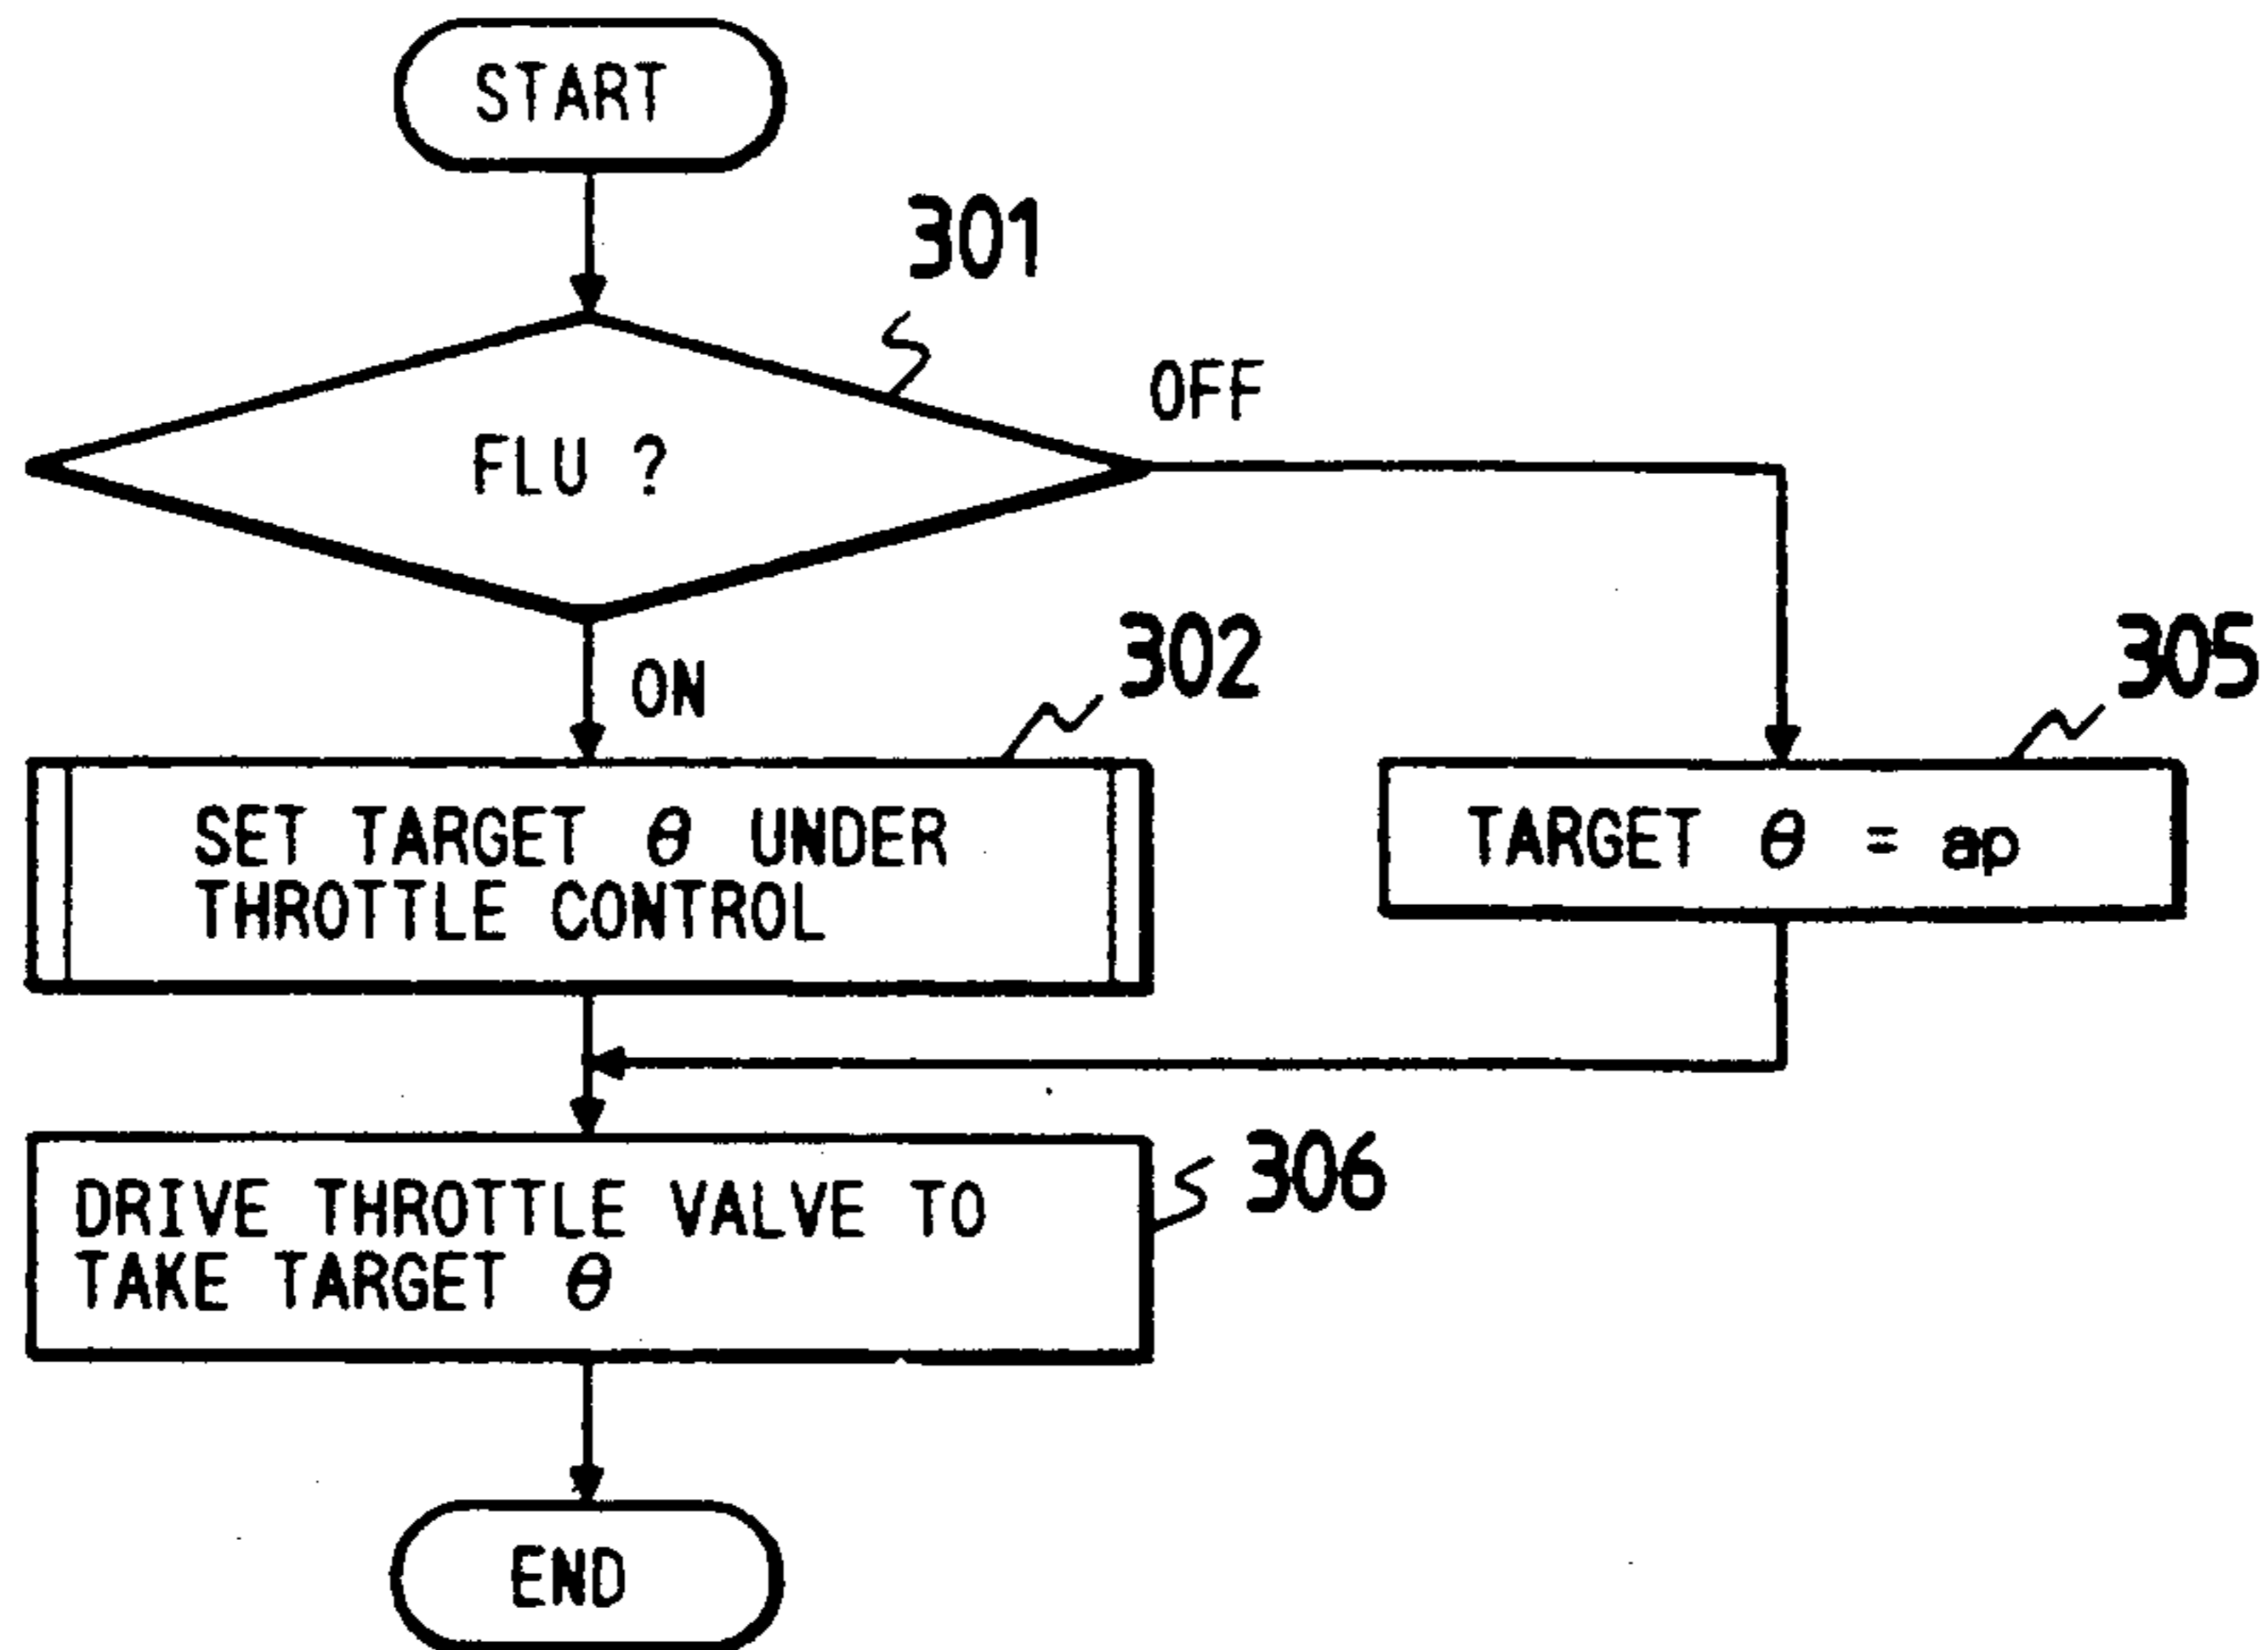 START
301
FLU ?
OFF
ON
302
305
SET TARGET θ UNDER
THROTTLE CONTROL
TARGET θ = ap
DRIVE THROTTLE VALVE TO
TAKE TARGET θ
306
END